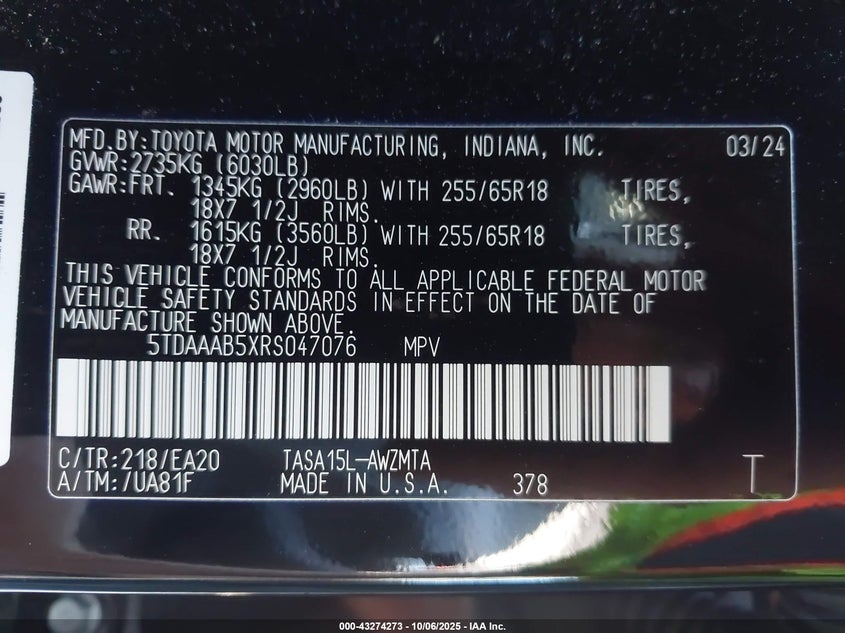 MFD.BY:TOYOTA MOTOR MANUFACTURING, INDIANA, INC. 03/24
GVWR:2735KG (6030LB)
GAWR:FRT. 1345KG (2960LB) WITH 255/65R18 TIRES,
18X7 1/2J RIMS.
RR. 1615KG (3560LB) WITH 255/65R18 TIRES,
18X7 1/2J RIMS.
THIS VEHICLE CONFORMS TO ALL APPLICABLE FEDERAL MOTOR
VEHICLE SAFETY STANDARDS IN EFFECT ON THE DATE OF
MANUFACTURE SHOWN ABOVE.
5TDAAAB5XRS047076 MPV
C/TR:218/EA20 TASA15L-AWZMTA
A/TM:/UA81F MADE IN U.S.A. 378 T
000-43274273 - 10/06/2025 - IAA Inc.